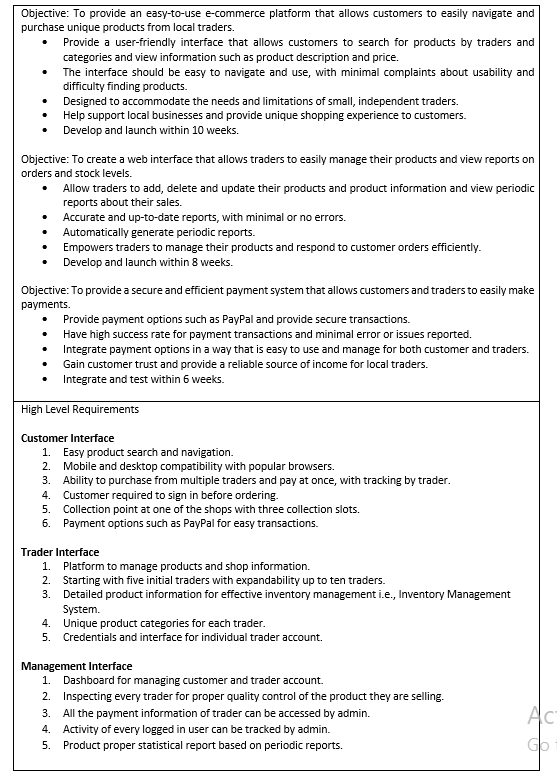 Objective: To provide an easy-to-use e-commerce platform that allows customers to easily navigate and
purchase unique products from local traders.
• Provide a user-friendly interface that allows customers to search for products by traders and
categories and view information such as product description and price.
• The interface should be easy to navigate and use, with minimal complaints about usability and
difficulty finding products.
• Designed to accommodate the needs and limitations of small, independent traders.
• Help support local businesses and provide unique shopping experience to customers.
• Develop and launch within 10 weeks.
Objective: To create a web interface that allows traders to easily manage their products and view reports on
orders and stock levels.
• Allow traders to add, delete and update their products and product information and view periodic
reports about their sales.
• Accurate and up-to-date reports, with minimal or no errors.
• Automatically generate periodic reports.
• Empowers traders to manage their products and respond to customer orders efficiently.
• Develop and launch within 8 weeks.
Objective: To provide a secure and efficient payment system that allows customers and traders to easily make
payments.
• Provide payment options such as PayPal and provide secure transactions.
• Have high success rate for payment transactions and minimal error or issues reported.
• Integrate payment options in a way that is easy to use and manage for both customer and traders.
• Gain customer trust and provide a reliable source of income for local traders.
• Integrate and test within 6 weeks.
High Level Requirements
Customer Interface
1. Easy product search and navigation.
2. Mobile and desktop compatibility with popular browsers.
3. Ability to purchase from multiple traders and pay at once, with tracking by trader.
4. Customer required to sign in before ordering.
5. Collection point at one of the shops with three collection slots.
6. Payment options such as PayPal for easy transactions.
Trader Interface
1. Platform to manage products and shop information.
2. Starting with five initial traders with expandability up to ten traders.
3. Detailed product information for effective inventory management i.e., Inventory Management
System.
4. Unique product categories for each trader.
5. Credentials and interface for individual trader account.
Management Interface
1. Dashboard for managing customer and trader account.
2. Inspecting every trader for proper quality control of the product they are selling.
3. All the payment information of trader can be accessed by admin.
4. Activity of every logged in user can be tracked by admin.
5. Product proper statistical report based on periodic reports.
Ac
Go